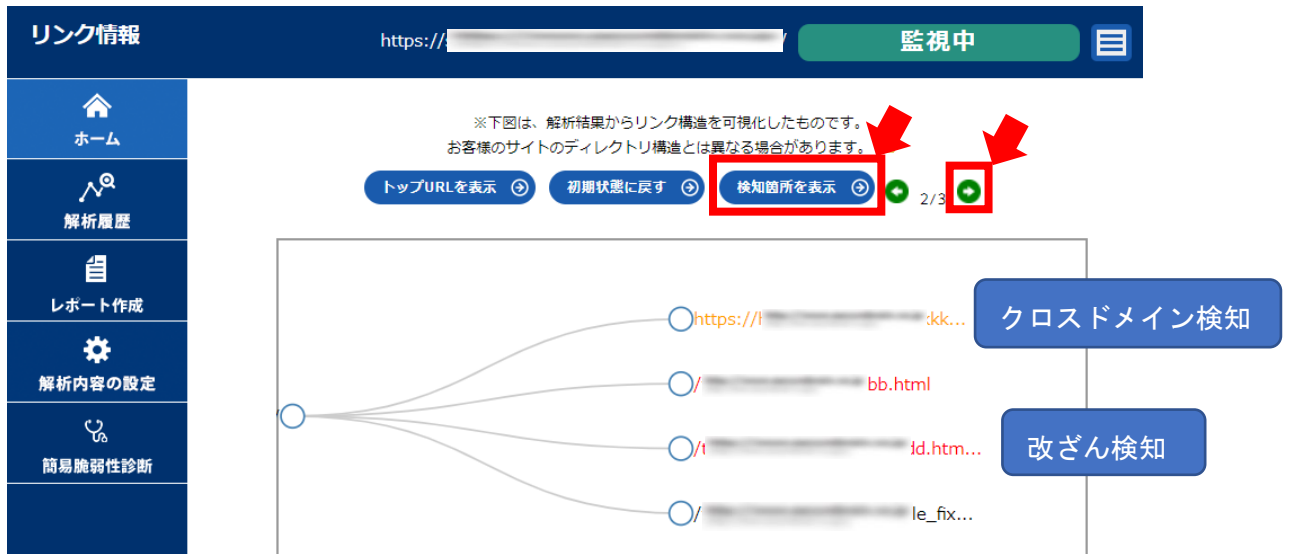 リンク情報
https://
/
監視中
ホーム
解析履歴
レポート作成
解析内容の設定
簡易脆弱性診断
※下図は、解析結果からリンク構造を可視化したものです。
お客様のサイトのディレクトリ構造とは異なる場合があります。
トップURLを表示
初期状態に戻す
検知箇所を表示
2/3
https://
kk...
クロスドメイン検知
/ bb.html
/t dd.htm...
改ざん検知
/ le_fix...